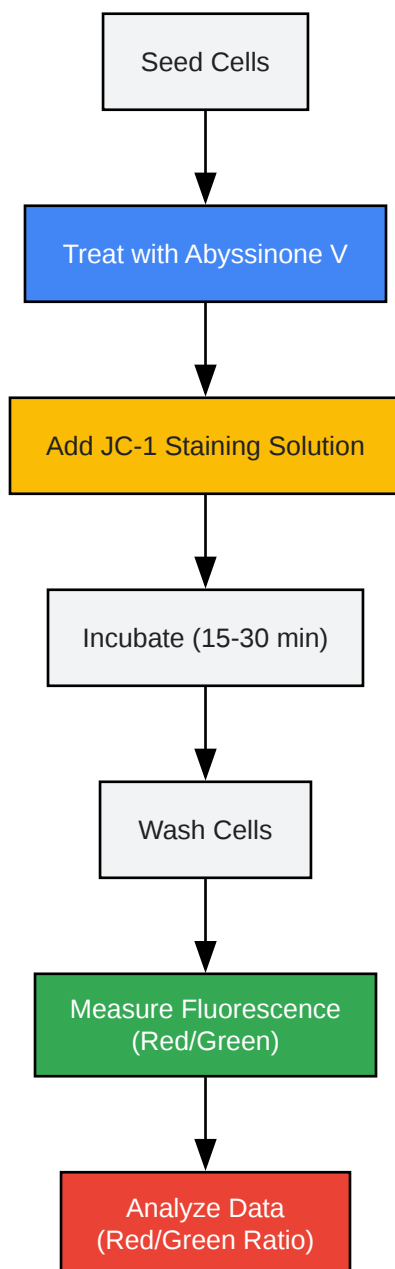 Seed Cells
Treat with Abyssinone V
Add JC-1 Staining Solution
Incubate (15-30 min)
Wash Cells
Measure Fluorescence
(Red/Green)
Analyze Data
(Red/Green Ratio)